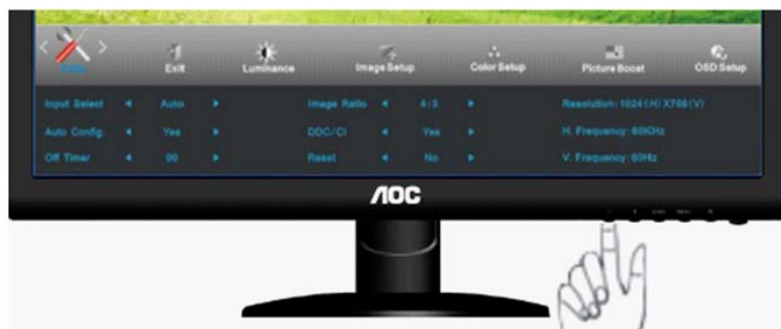 Extra
Exit
Luminance
Image Setup
Color Setup
Picture Boost
OSD Setup
Input Select Auto Image Ratio 4:3 Resolution: 1024 (H) X768 (V)
Auto Config. Yes DDC/CI Yes H. Frequency: 60KHz
Off Timer 00 Reset No V. Frequency: 60Hz
AOC